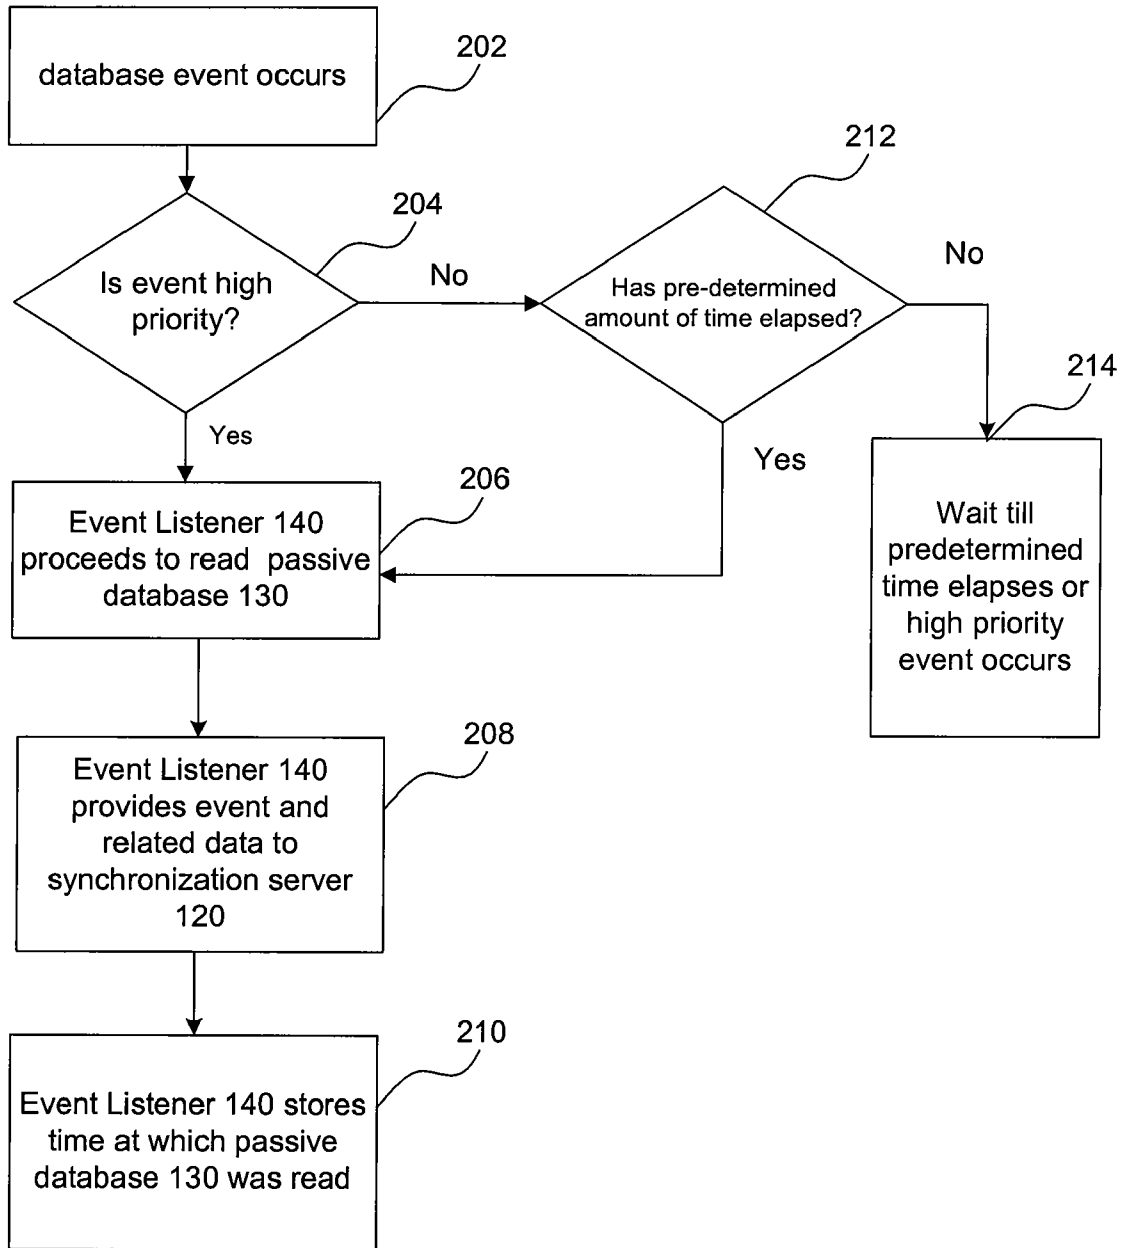 database event occurs
202
204
Is event high
priority?
No
212
Has pre-determined
amount of time elapsed?
No
Yes
Yes
214
Wait till
predetermined
time elapses or
high priority
event occurs
206
Event Listener 140
proceeds to read passive
database 130
208
Event Listener 140
provides event and
related data to
synchronization server
120
210
Event Listener 140 stores
time at which passive
database 130 was read